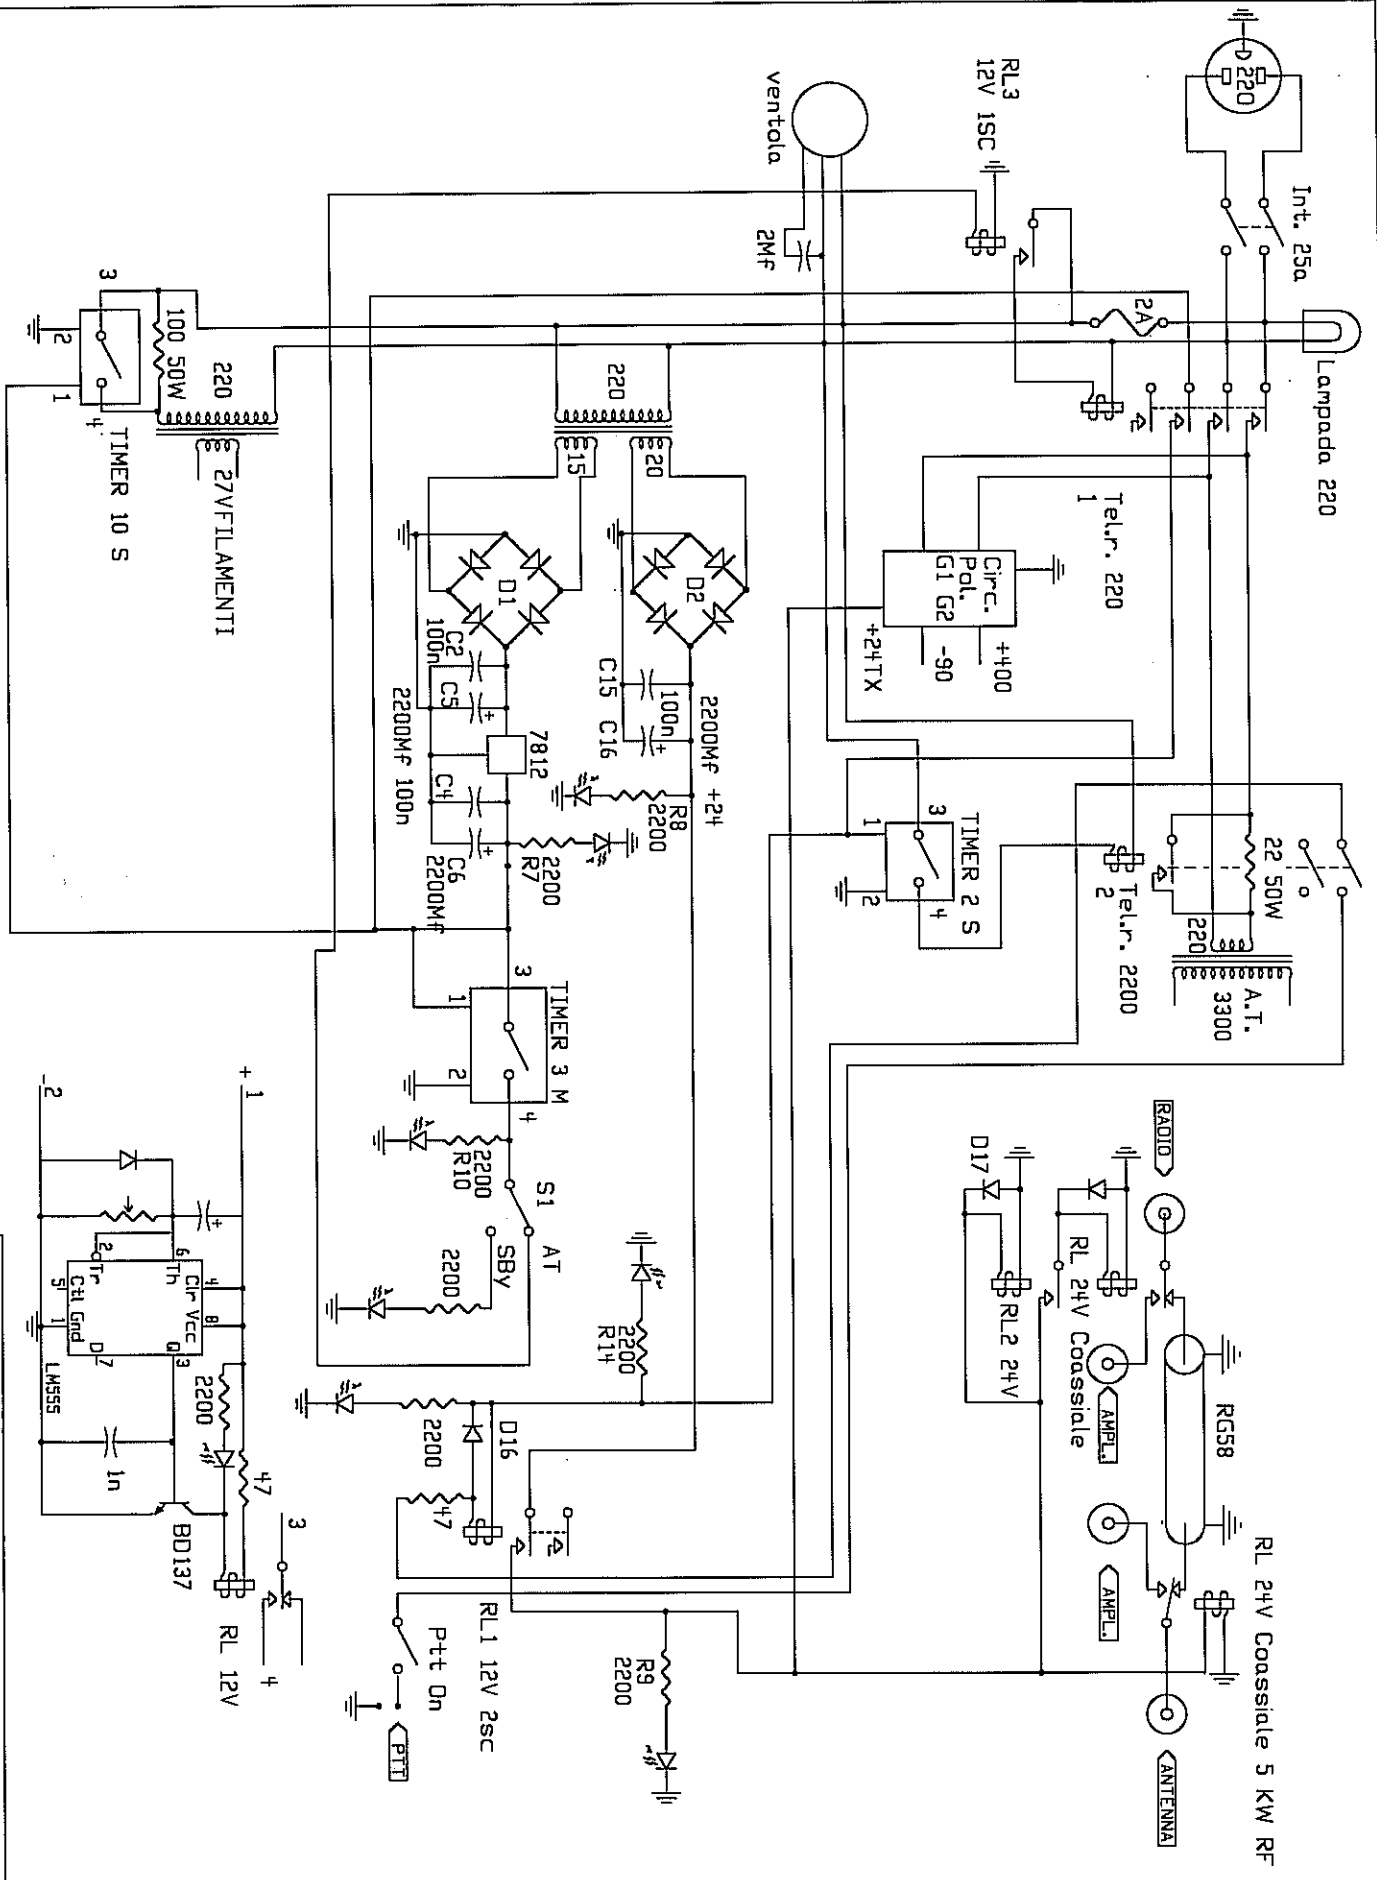 220
Int. 25a
Lampada 220
2A
RL3
12V 1SC
ventola
2Mf
Tel.r. 220
1
Circ.
Pol.
G1 G2
+400
-90
+24TX
22 50W
220
A.T.
3300
Tel.r. 2200
2
TIMER 2 S
3
1
4
2
220
20
15
D2
D1
C15
100n
C16
2200Mf +24
R8
2200
C2
100n
C5
2200Mf
7812
C4
100n
C6
2200Mf
2200
R7
3
100 50W
220
2
1
4
TIMER 10 S
27VFILAMENTI
TIMER 3 M
3
1
2
4
2200
R10
S1
AT
SBy
2200
2200
R14
D16
2200
47
RL1 12V 2sc
Ptt On
PTT
R9
2200
RADIO
D17
RL 24V Coassiale
RL2 24V
AMPL.
RG58
AMPL.
RL 24V Coassiale 5 KW RF
ANTENNA
+ 1
-2
6
2
Th
Tr
4
8
Clr Vcc
5
1
Ctl Gnd
D
7
Q
3
LM555
2200
47
1n
BD137
3
4
RL 12V